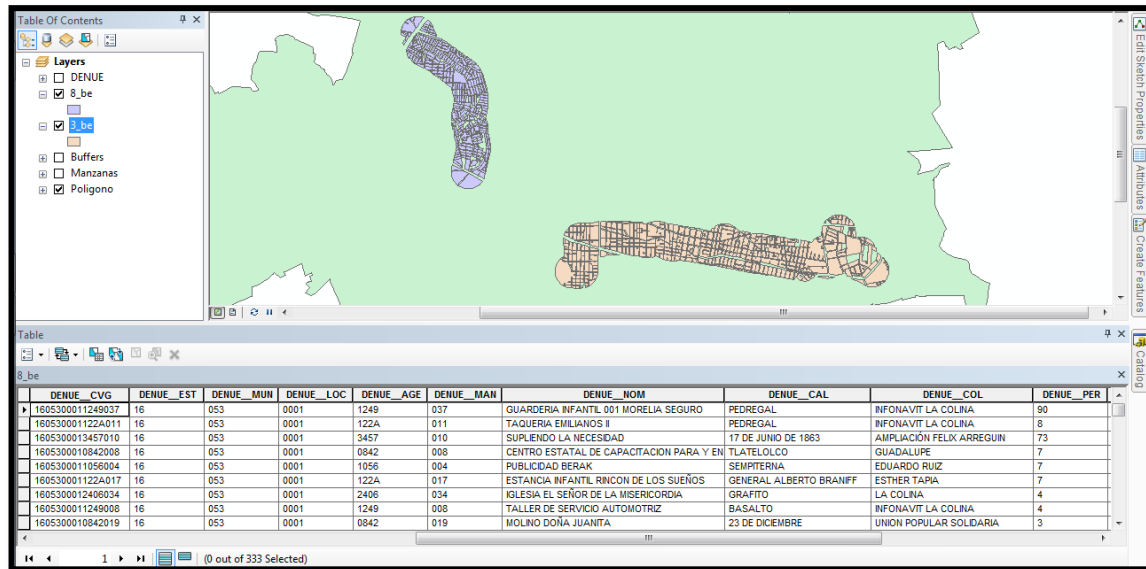 Table Of Contents
Layers
DENUE
8_be
3_be
Buffers
Manzanas
Poligono
Edit Sketch Properties
Attributes
Create Features
Catalog
Table
8_be
DENUE__CVG DENUE__EST DENUE__MUN DENUE__LOC DENUE__AGE DENUE__MAN DENUE__NOM DENUE__CAL DENUE__COL DENUE__PER
1605300011249037 16 053 0001 1249 037 GUARDERIA INFANTIL 001 MORELIA SEGURO PEDREGAL INFONAVIT LA COLINA 90
160530001122A011 16 053 0001 122A 011 TAQUERIA EMILIANOS II PEDREGAL INFONAVIT LA COLINA 8
1605300013457010 16 053 0001 3457 010 SUPLIENDO LA NECESIDAD 17 DE JUNIO DE 1863 AMPLIACIÓN FELIX ARREGUIN 73
1605300010842008 16 053 0001 0842 008 CENTRO ESTATAL DE CAPACITACION PARA Y EN TLATELOLCO GUADALUPE 7
1605300011056004 16 053 0001 1056 004 PUBLICIDAD BERAK SEMPITERNA EDUARDO RUIZ 7
160530001122A017 16 053 0001 122A 017 ESTANCIA INFANTIL RINCON DE LOS SUEÑOS GENERAL ALBERTO BRANIFF ESTHER TAPIA 7
1605300012406034 16 053 0001 2406 034 IGLESIA EL SEÑOR DE LA MISERICORDIA GRAFITO LA COLINA 4
1605300011249008 16 053 0001 1249 008 TALLER DE SERVICIO AUTOMOTRIZ BASALTO INFONAVIT LA COLINA 4
1605300010842019 16 053 0001 0842 019 MOLINO DOÑA JUANITA 23 DE DICIEMBRE UNION POPULAR SOLIDARIA 3
1 (0 out of 333 Selected)